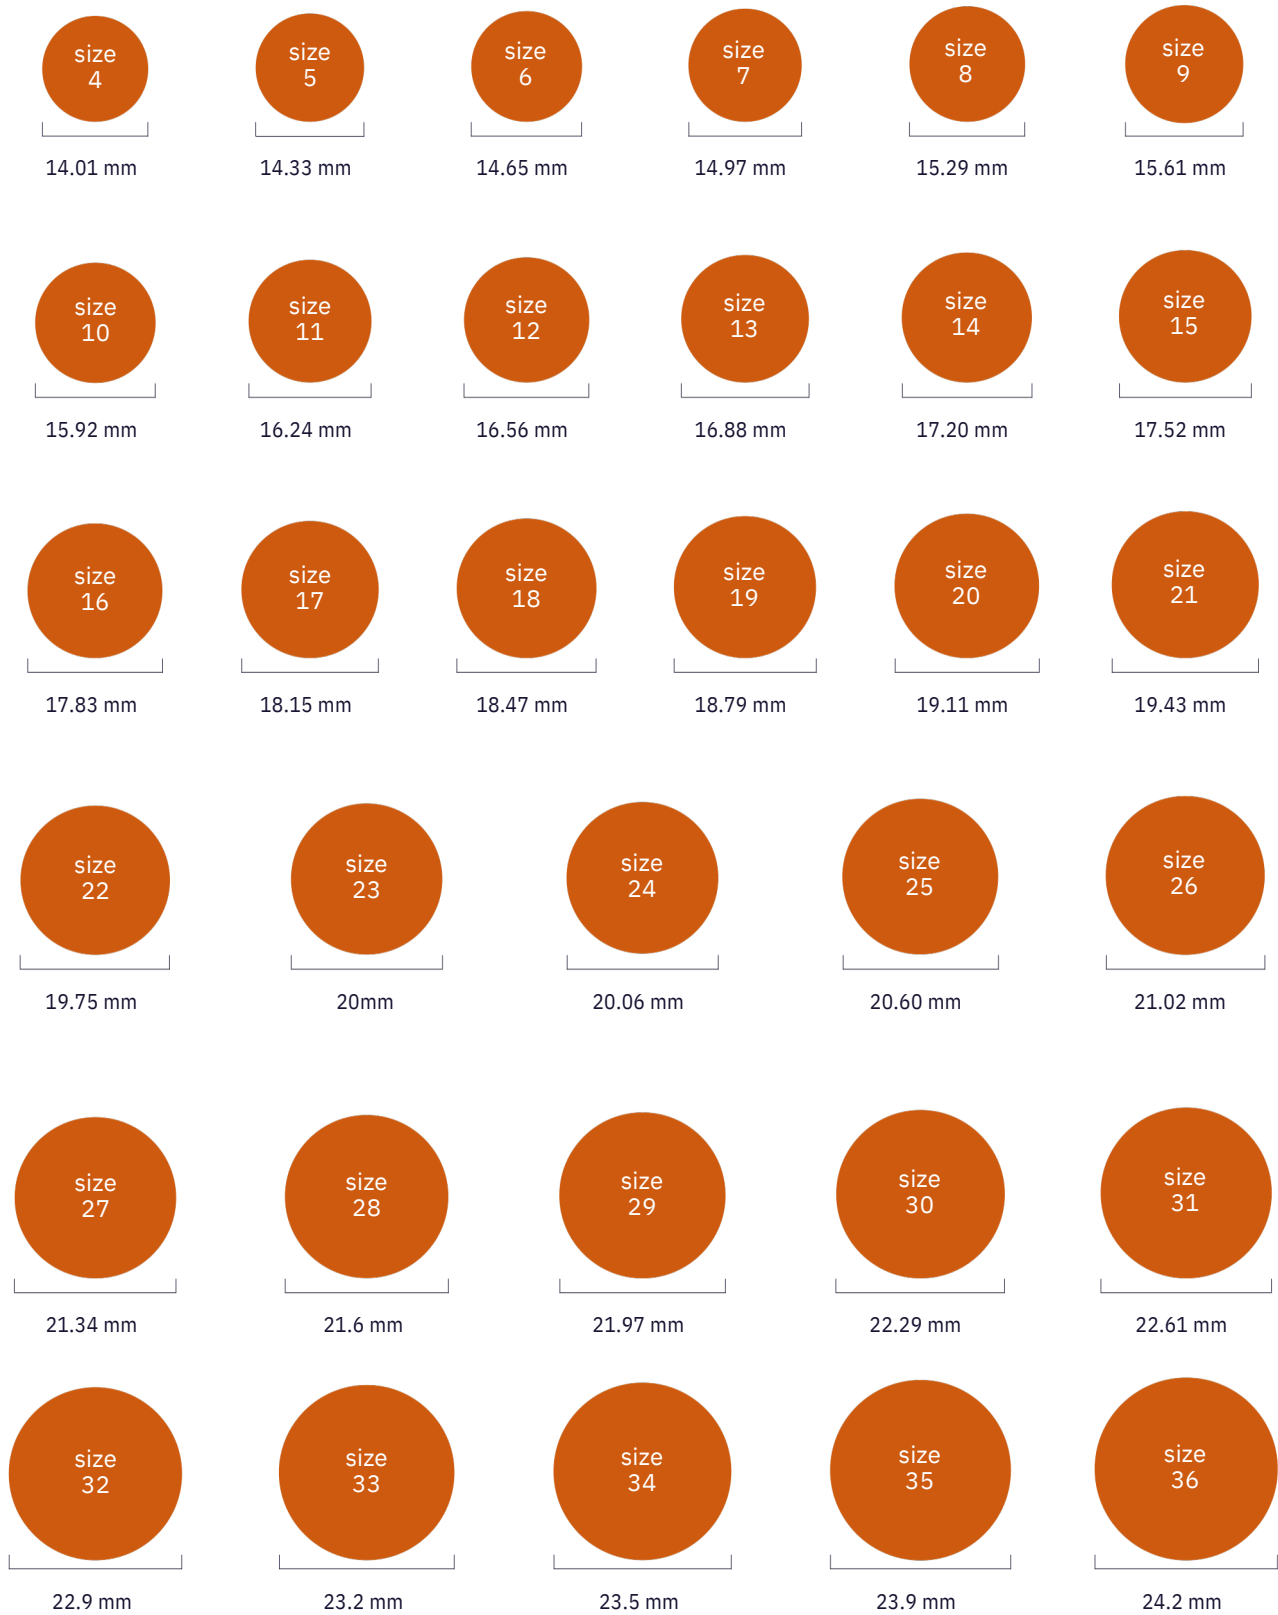 size
4
size
5
size
6
size
7
size
8
size
9
14.01 mm
14.33 mm
14.65 mm
14.97 mm
15.29 mm
15.61 mm
size
10
size
11
size
12
size
13
size
14
size
15
15.92 mm
16.24 mm
16.56 mm
16.88 mm
17.20 mm
17.52 mm
size
16
size
17
size
18
size
19
size
20
size
21
17.83 mm
18.15 mm
18.47 mm
18.79 mm
19.11 mm
19.43 mm
size
22
size
23
size
24
size
25
size
26
19.75 mm
20mm
20.06 mm
20.60 mm
21.02 mm
size
27
size
28
size
29
size
30
size
31
21.34 mm
21.6 mm
21.97 mm
22.29 mm
22.61 mm
size
32
size
33
size
34
size
35
size
36
22.9 mm
23.2 mm
23.5 mm
23.9 mm
24.2 mm